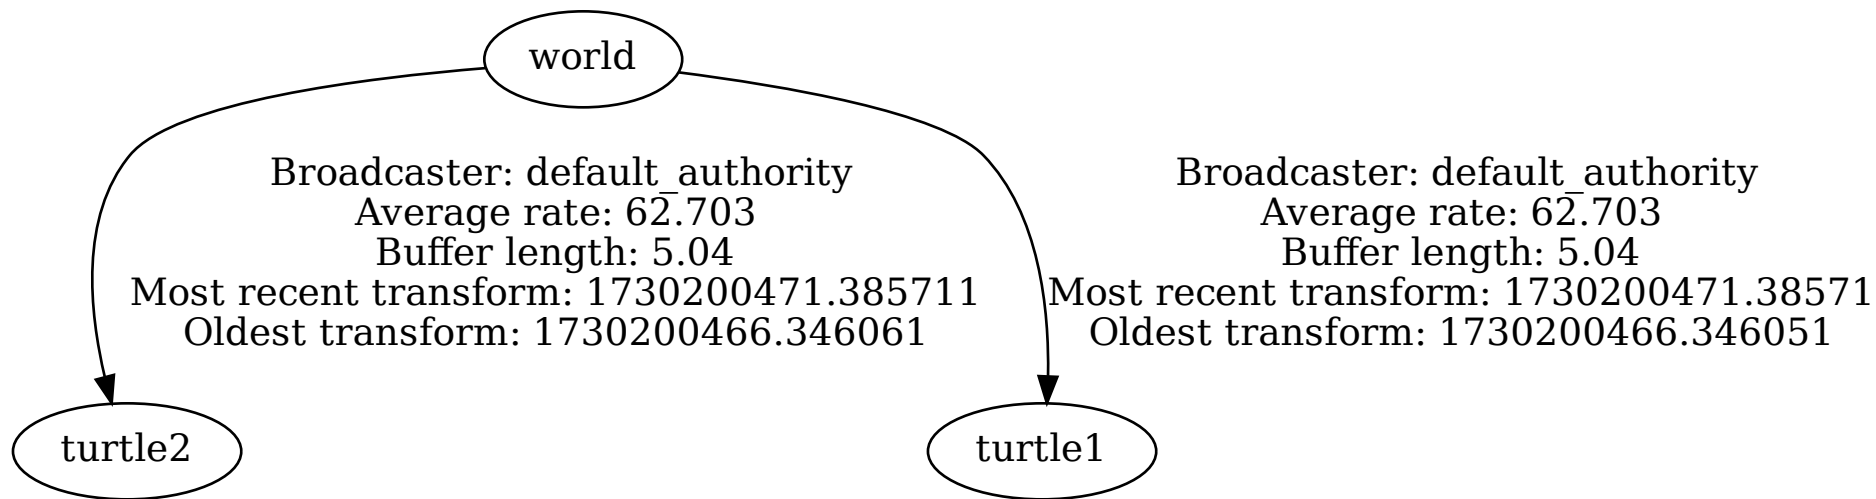 world
Broadcaster: default_authority
Average rate: 62.703
Buffer length: 5.04
Most recent transform: 1730200471.385711
Oldest transform: 1730200466.346061
Broadcaster: default_authority
Average rate: 62.703
Buffer length: 5.04
Most recent transform: 1730200471.38571
Oldest transform: 1730200466.346051
turtle2
turtle1